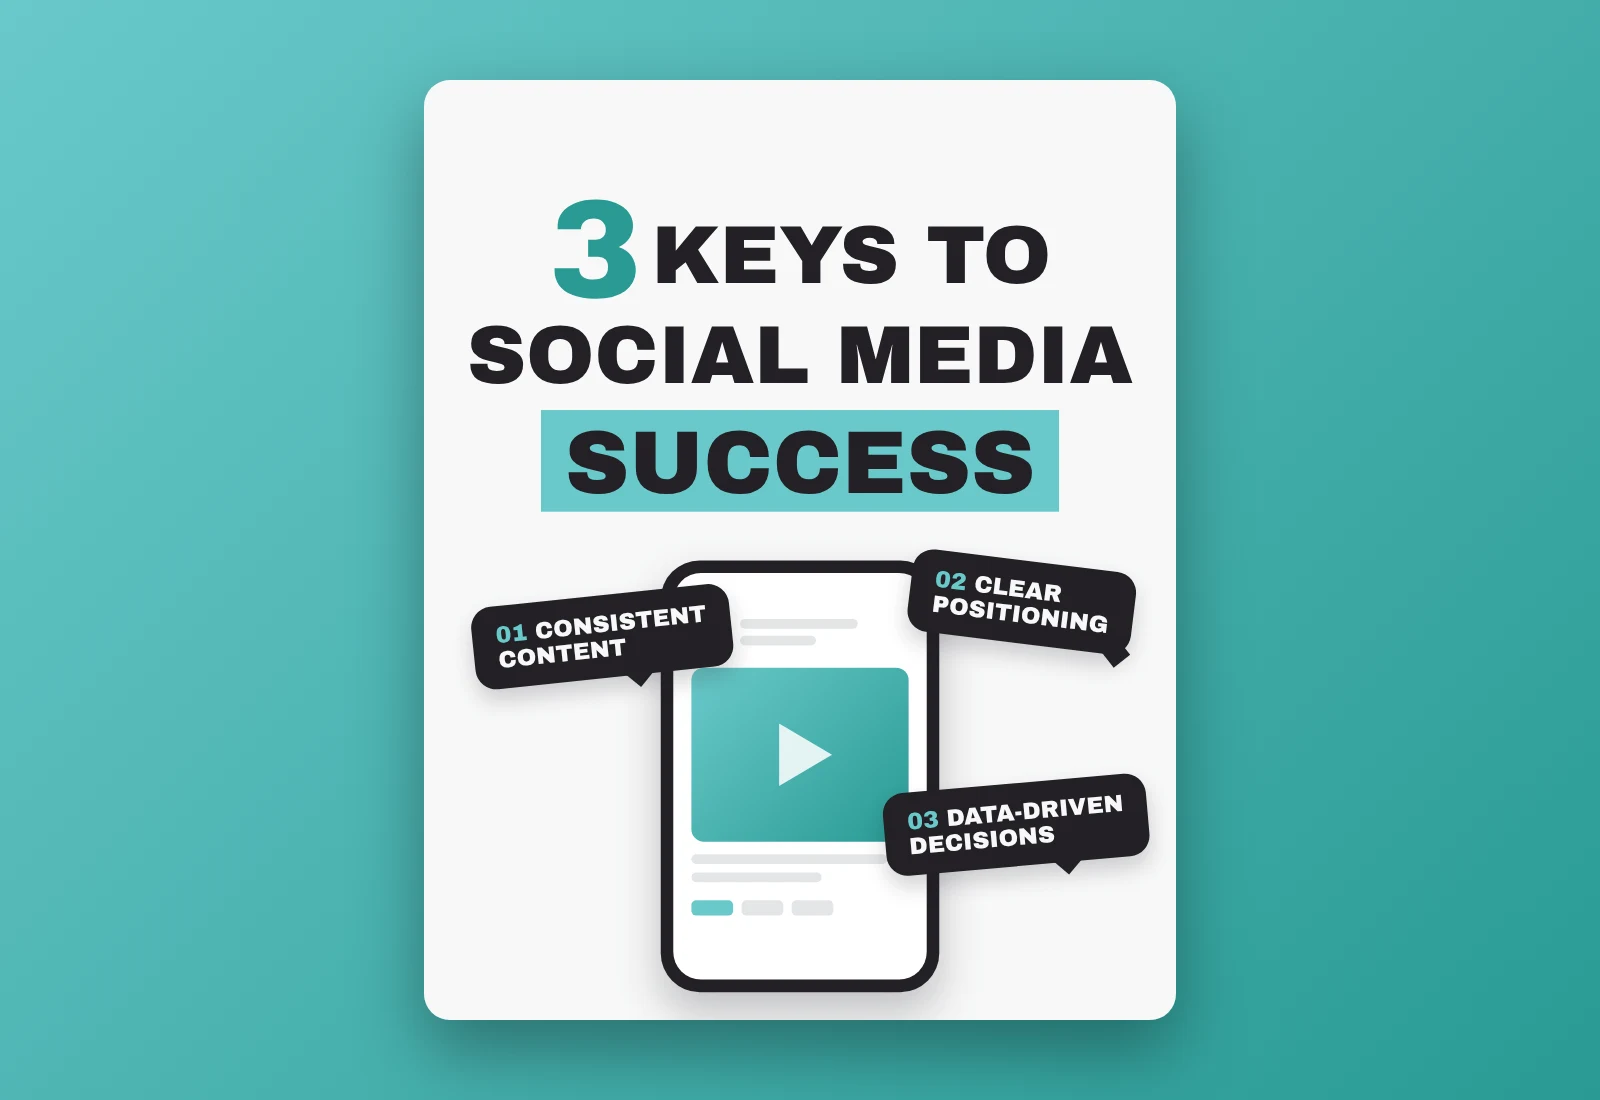 3 KEYS TO
SOCIAL MEDIA
SUCCESS
01 CONSISTENT
CONTENT
02 CLEAR
POSITIONING
03 DATA-DRIVEN
DECISIONS